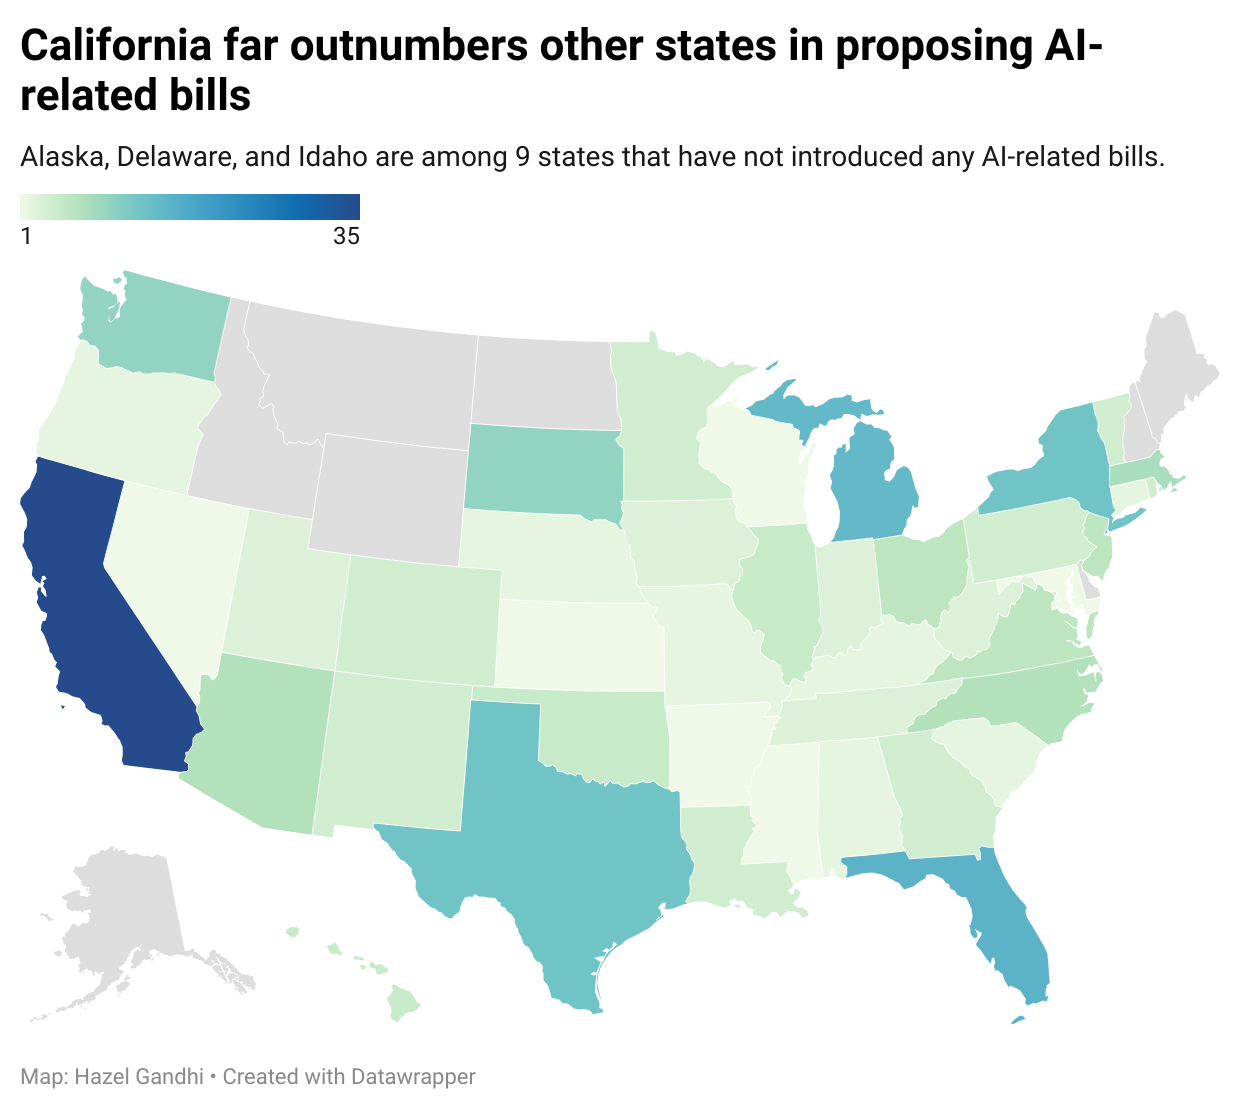 California far outnumbers other states in proposing AI-
related bills
Alaska, Delaware, and Idaho are among 9 states that have not introduced any AI-related bills.
1
35
Map: Hazel Gandhi • Created with Datawrapper